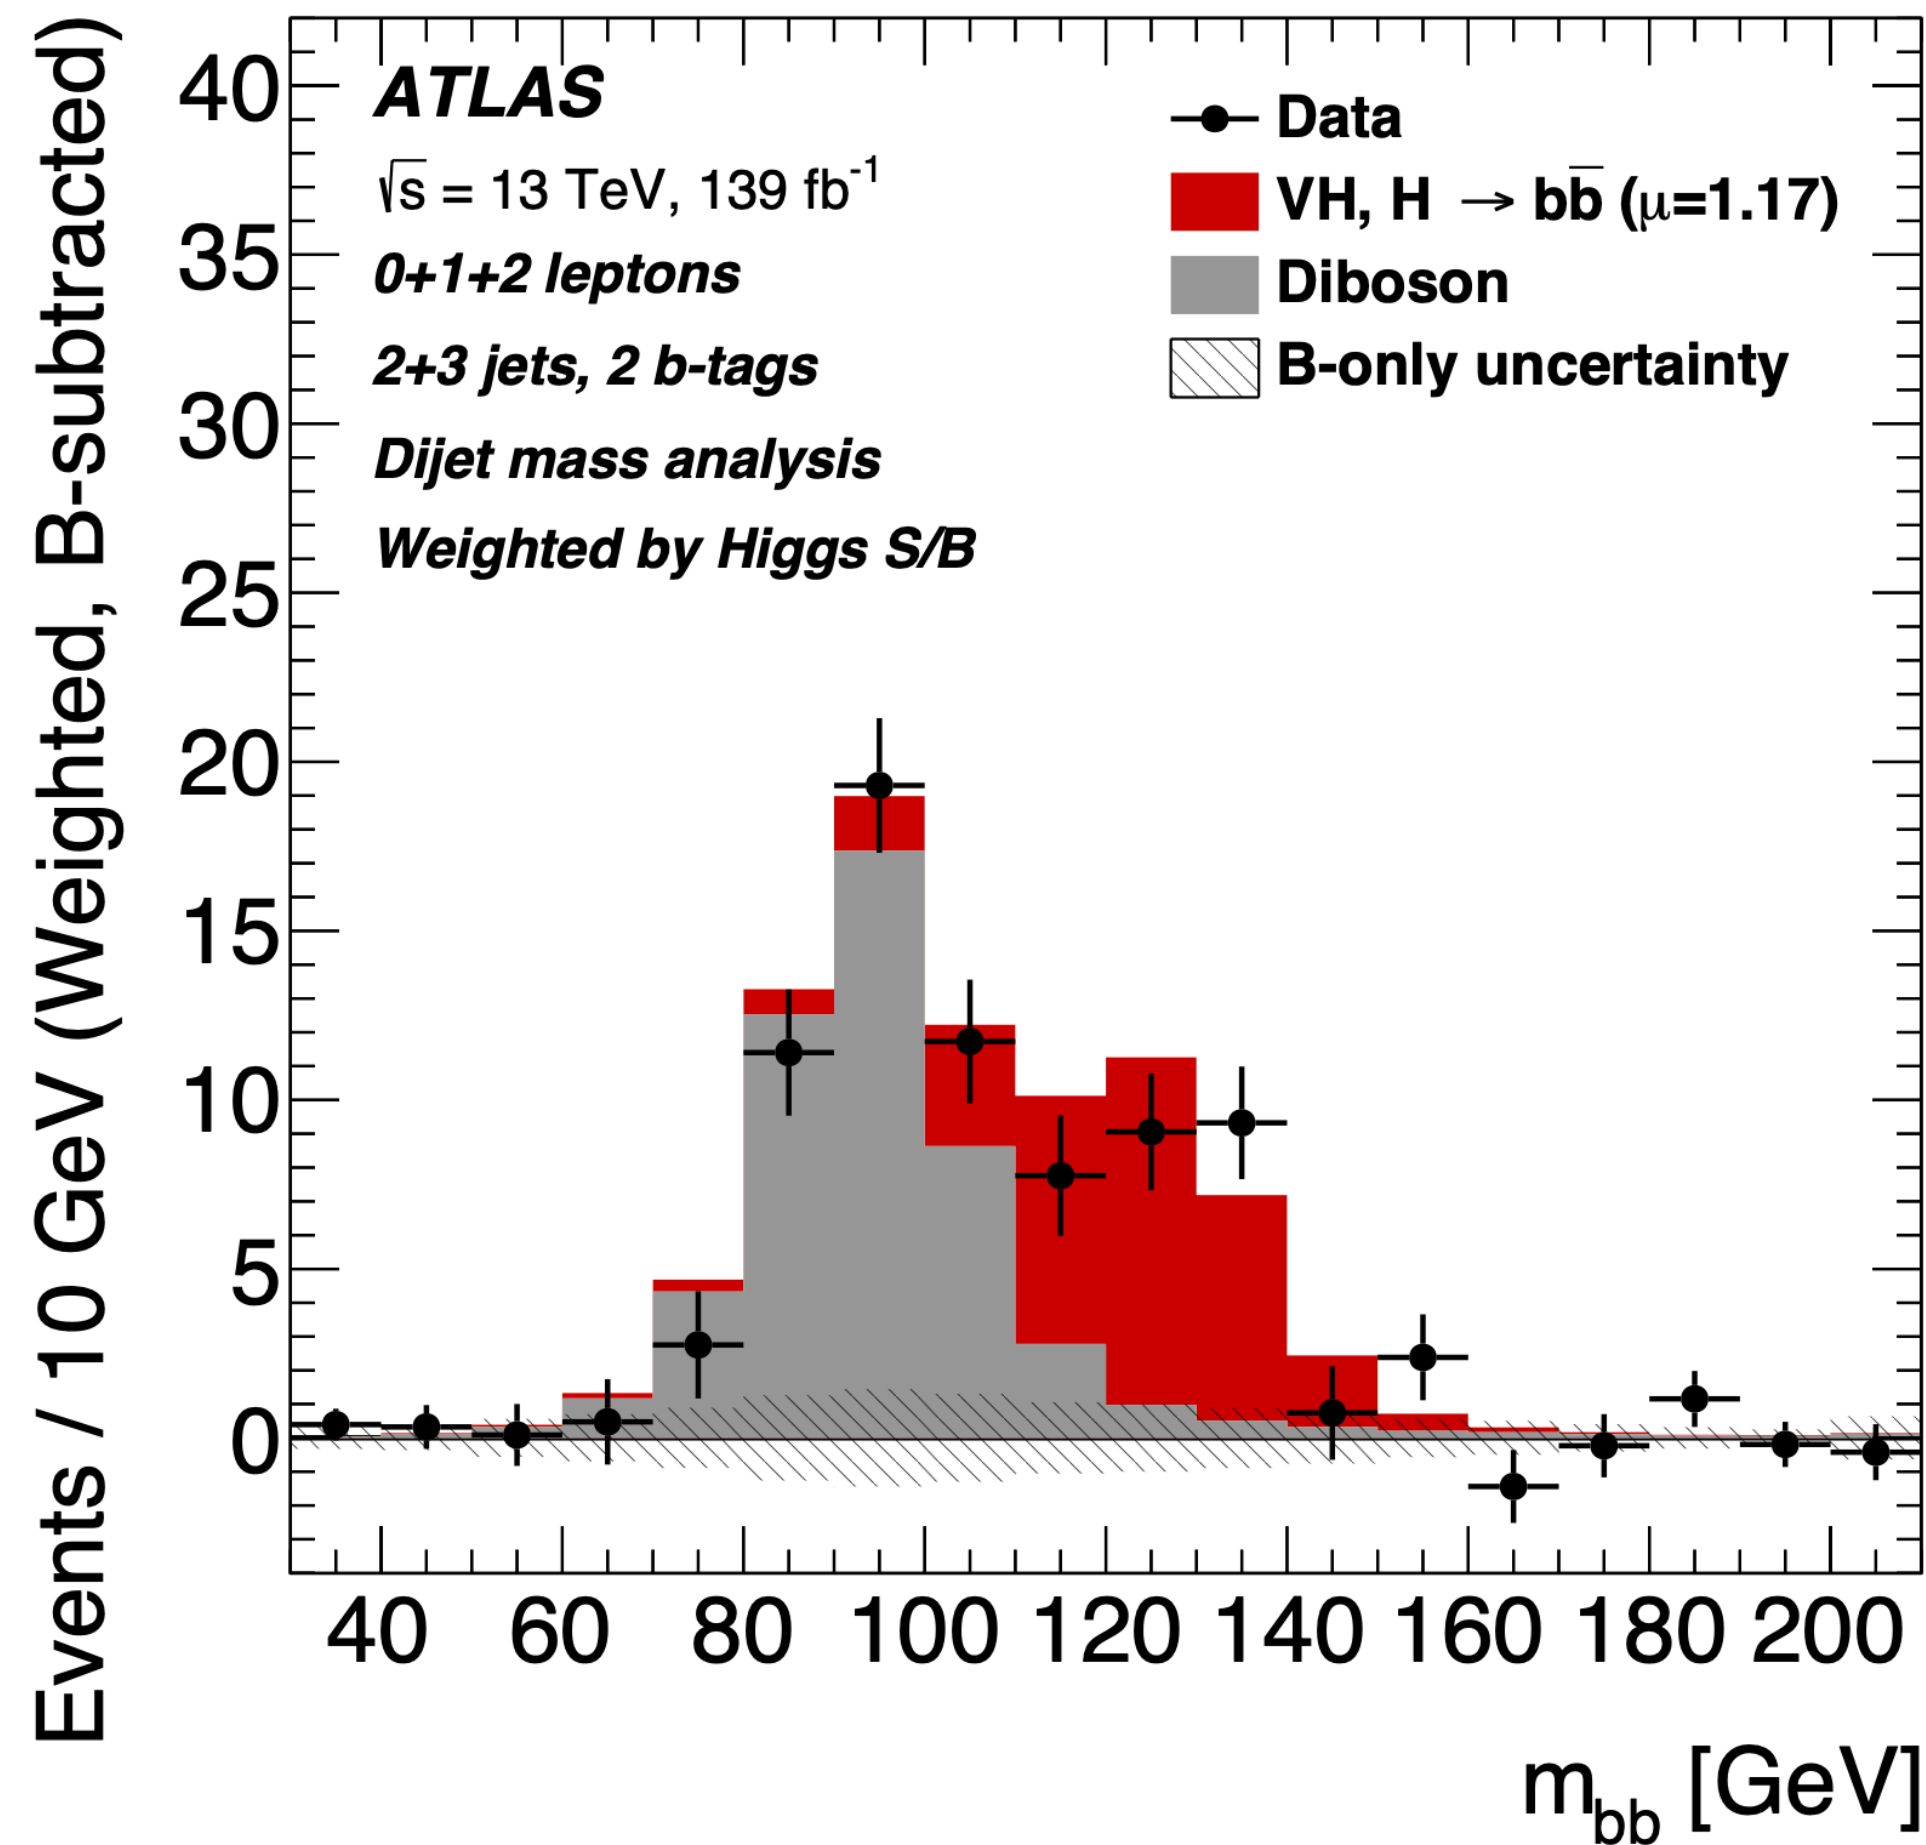 Events / 10 GeV (Weighted, B-subtracted)
40
35
30
25
20
15
10
5
0
ATLAS
√s = 13 TeV, 139 fb⁻¹
0+1+2 leptons
2+3 jets, 2 b-tags
Dijet mass analysis
Weighted by Higgs S/B
Data
VH, H → bb̅ (μ=1.17)
Diboson
B-only uncertainty
40 60 80 100 120 140 160 180 200
m_bb [GeV]